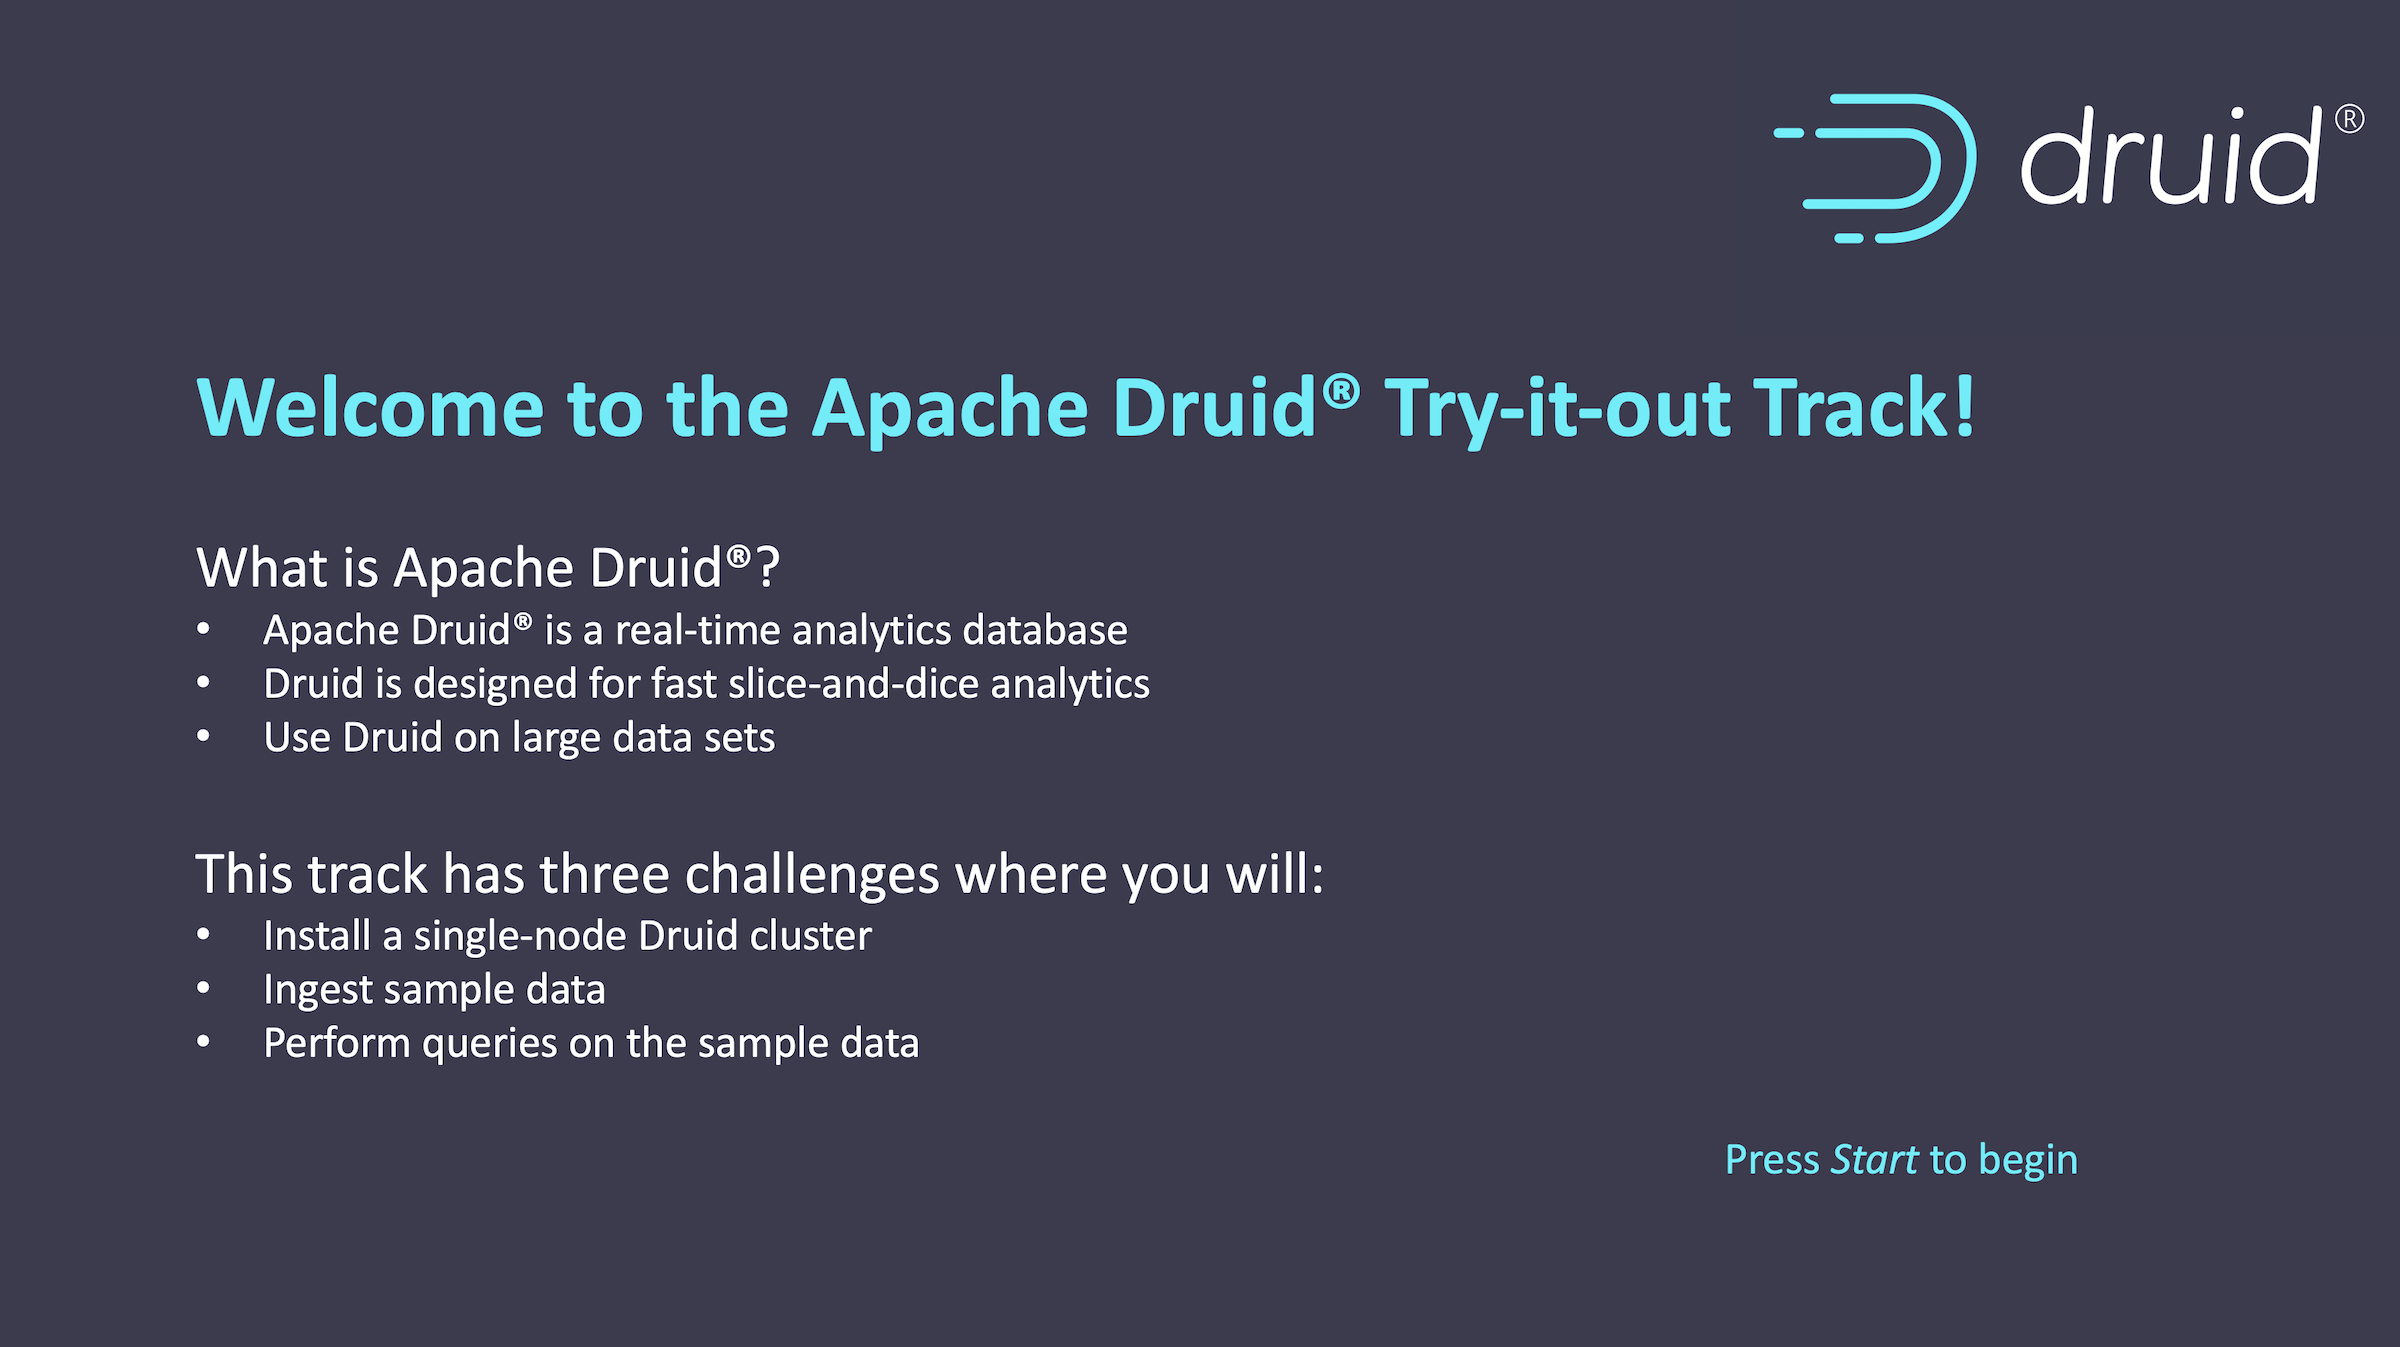 druid®
Welcome to the Apache Druid® Try-it-out Track!
What is Apache Druid®?
• Apache Druid® is a real-time analytics database
• Druid is designed for fast slice-and-dice analytics
• Use Druid on large data sets
This track has three challenges where you will:
• Install a single-node Druid cluster
• Ingest sample data
• Perform queries on the sample data
Press Start to begin